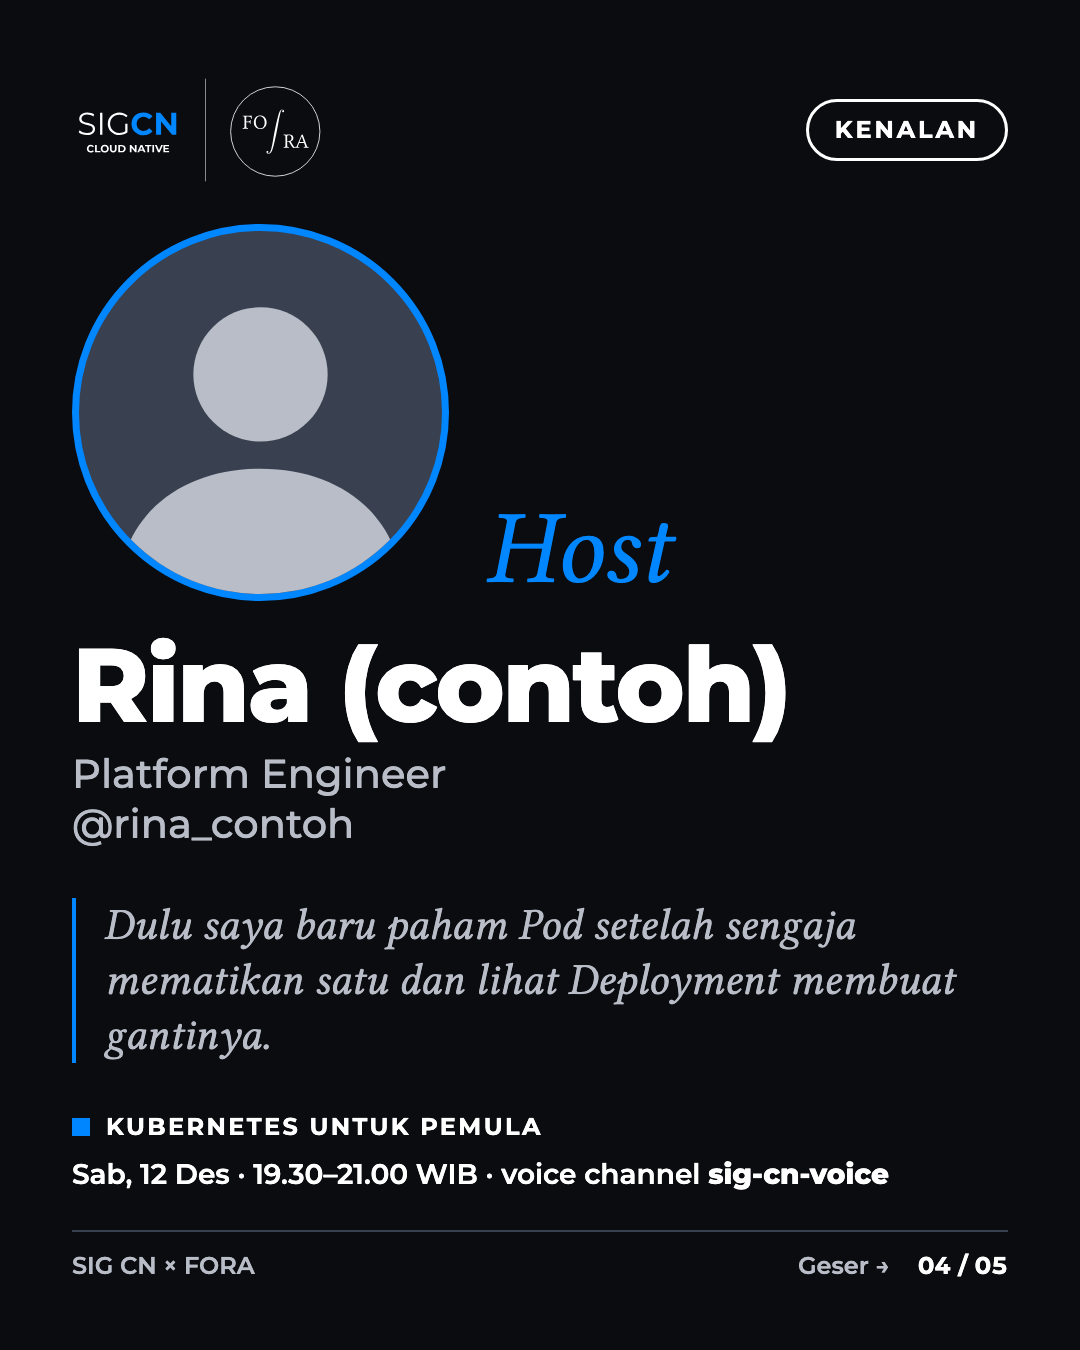 SIGCN
CLOUD NATIVE
FO/RA
KENALAN
Host
Rina (contoh)
Platform Engineer
@rina_contoh
Dulu saya baru paham Pod setelah sengaja
mematikan satu dan lihat Deployment membuat
gantinya.
KUBERNETES UNTUK PEMULA
Sab, 12 Des · 19.30–21.00 WIB · voice channel sig-cn-voice
SIG CN × FORA
Geser → 04 / 05